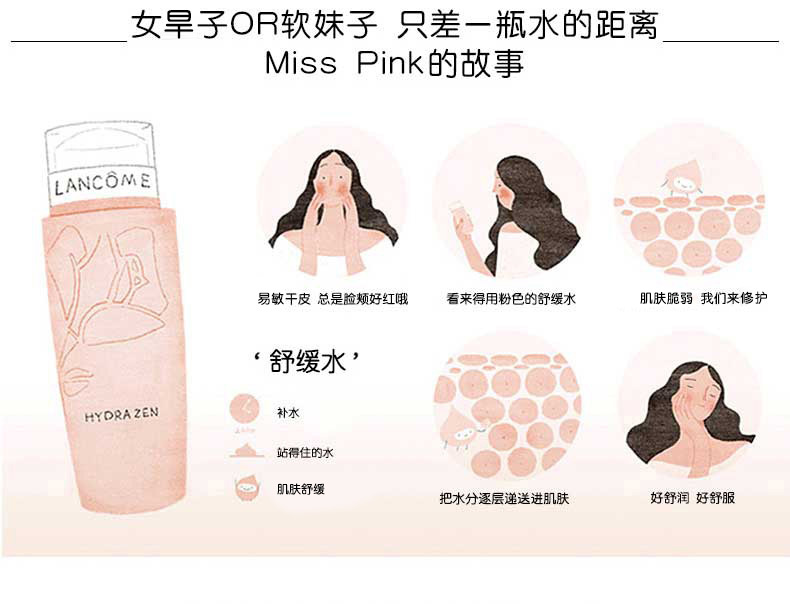 女旱子OR软妹子 只差一瓶水的距离
Miss Pink的故事
LANCÔME
HYDRA ZEN
易敏干皮 总是脸颊好红哦
看来得用粉色的舒缓水
肌肤脆弱 我们来修护
‘舒缓水’
补水
站得住的水
肌肤舒缓
把水分逐层递送进肌肤
好舒润 好舒服